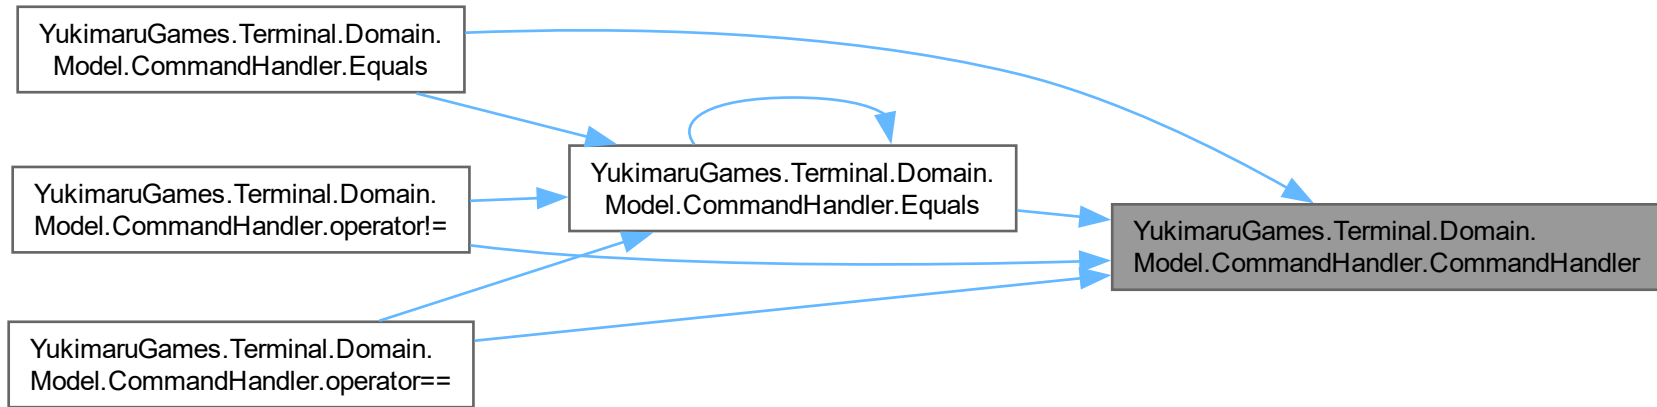 YukimaruGames.Terminal.Domain.
Model.CommandHandler.Equals
YukimaruGames.Terminal.Domain.
Model.CommandHandler.operator!=
YukimaruGames.Terminal.Domain.
Model.CommandHandler.operator==
YukimaruGames.Terminal.Domain.
Model.CommandHandler.Equals
YukimaruGames.Terminal.Domain.
Model.CommandHandler.CommandHandler